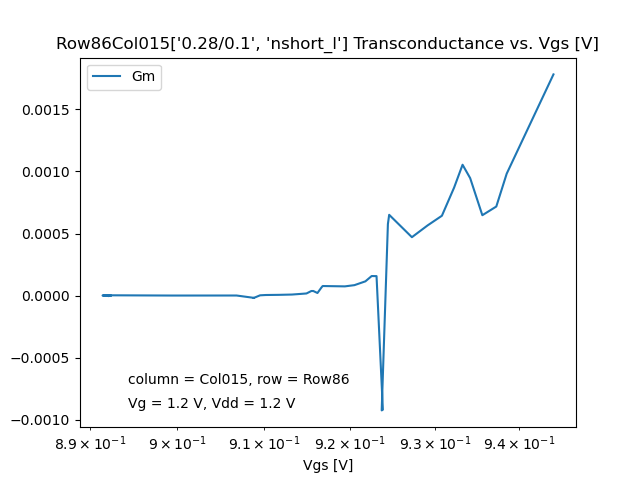 Row86Col015['0.28/0.1', 'nshort_l'] Transconductance vs. Vgs [V]
Gm
0.0015
0.0010
0.0005
0.0000
−0.0005
−0.0010
column = Col015, row = Row86
Vg = 1.2 V, Vdd = 1.2 V
8.9 × 10⁻¹ 9 × 10⁻¹ 9.1 × 10⁻¹ 9.2 × 10⁻¹ 9.3 × 10⁻¹ 9.4 × 10⁻¹
Vgs [V]